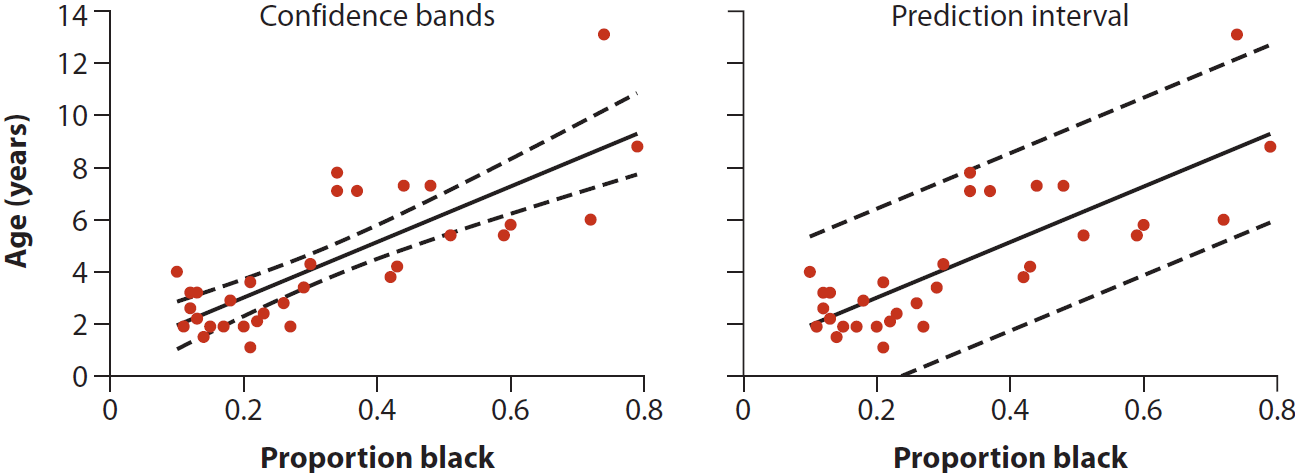 Confidence bands
Prediction interval
Age (years)
14
12
10
8
6
4
2
0
0 0.2 0.4 0.6 0.8
0 0.2 0.4 0.6 0.8
Proportion black
Proportion black